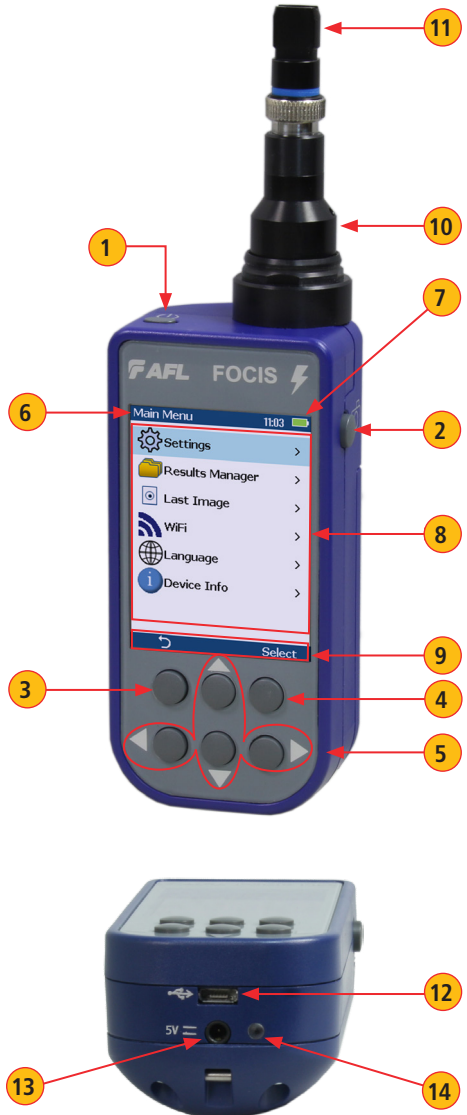 11
10
1
7
AFL FOCIS
6
Main Menu 11:03
2
Settings >
Results Manager >
Last Image >
8
WiFi >
Language >
i Device Info >
Select
9
3
4
5
12
5V
13
14